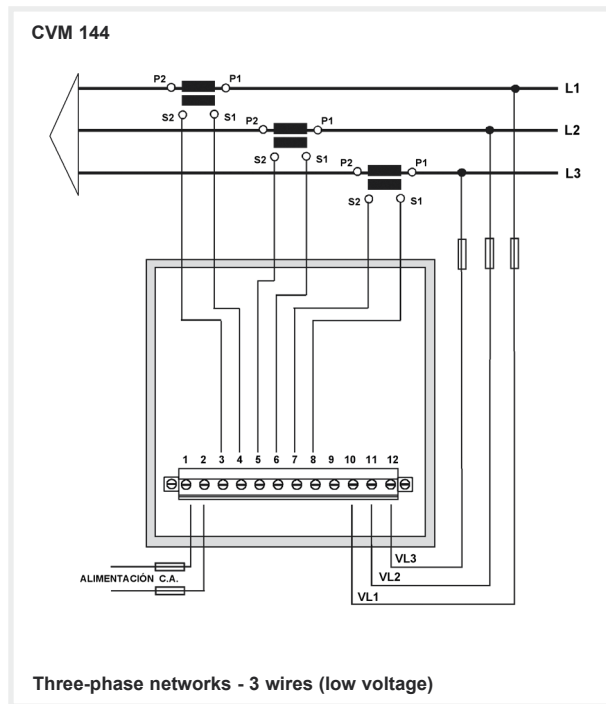 CVM 144
P2 P1 L1
S2 S1 P2 P1 L2
S2 S1 P2 P1 L3
S2 S1
1 2 3 4 5 6 7 8 9 10 11 12
VL3
ALIMENTACIÓN C.A. VL2
VL1
Three-phase networks - 3 wires (low voltage)